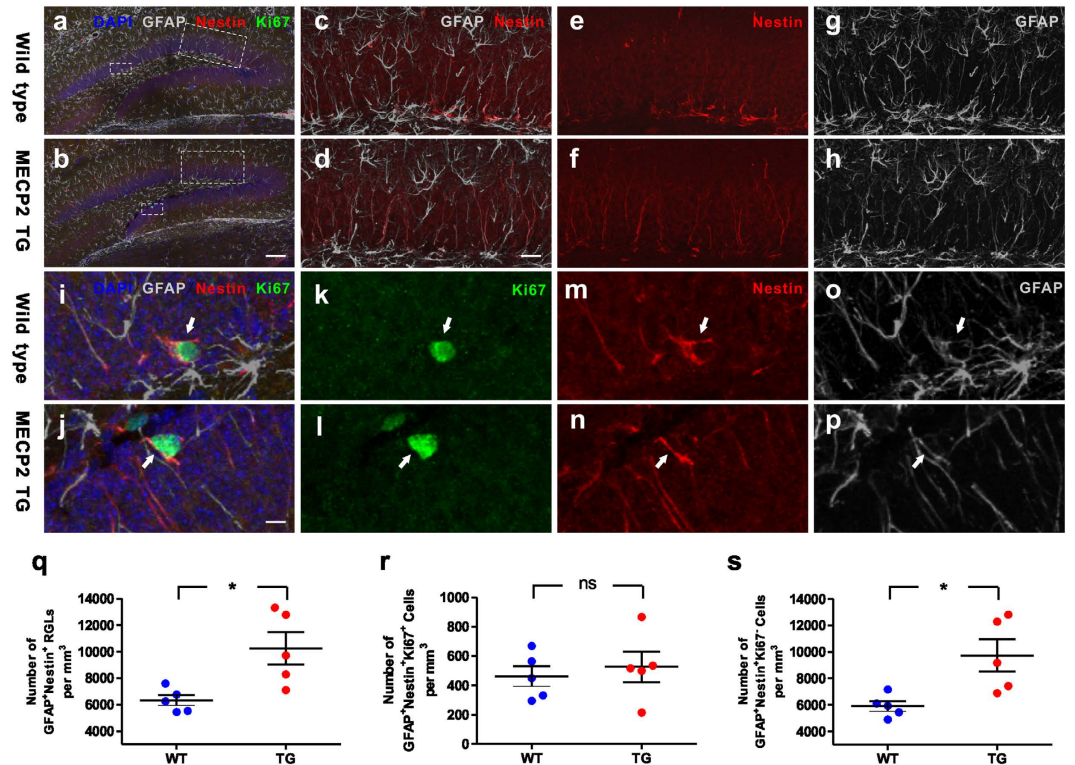 a DAPI GFAP Nestin Ki67
c GFAP Nestin
e Nestin
g GFAP
Wild type
b
d
f
h
MECP2 TG
i DAPI GFAP Nestin Ki67
k Ki67
m Nestin
o GFAP
Wild type
j
l
n
p
MECP2 TG
q
Number of
GFAP⁺Nestin⁺ RGLs
per mm³
14000
12000
10000
8000
6000
4000
*
WT TG
r
Number of
GFAP⁺Nestin⁺Ki67⁺ Cells
per mm³
1000
800
600
400
200
0
ns
WT TG
s
Number of
GFAP⁺Nestin⁺Ki67⁻ Cells
per mm³
14000
12000
10000
8000
6000
4000
*
WT TG